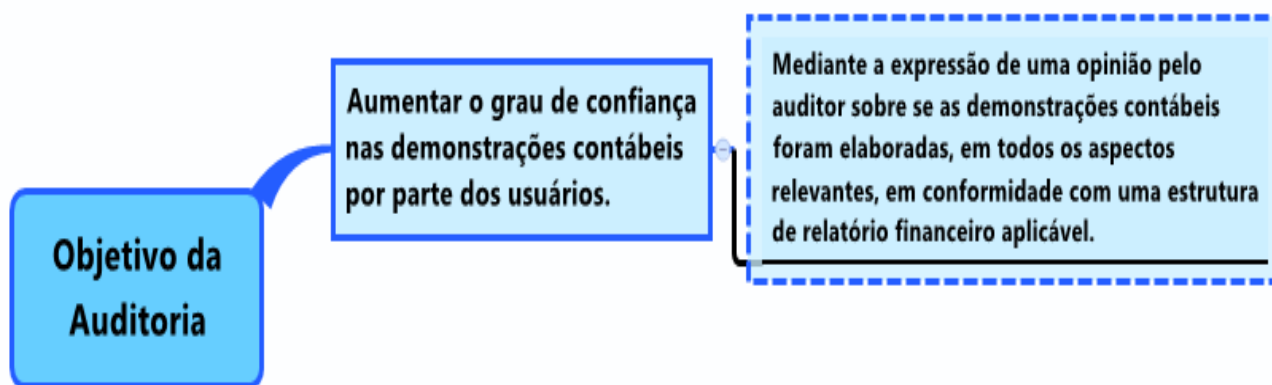 Objetivo da
Auditoria
Aumentar o grau de confiança
nas demonstrações contábeis
por parte dos usuários.
Mediante a expressão de uma opinião pelo
auditor sobre se as demonstrações contábeis
foram elaboradas, em todos os aspectos
relevantes, em conformidade com uma estrutura
de relatório financeiro aplicável.